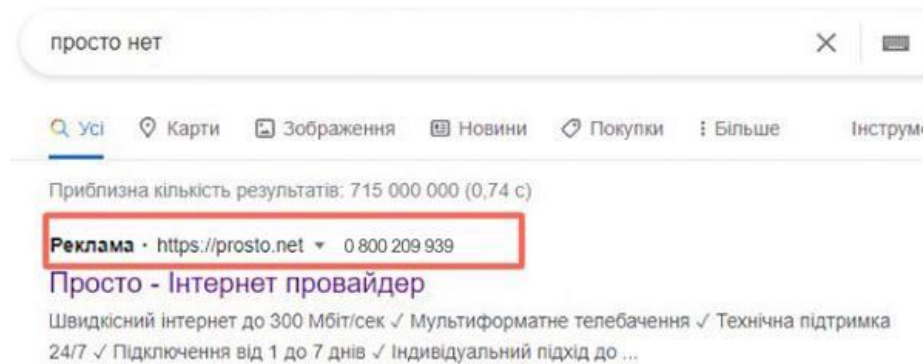 просто нет
Усі Карти Зображення Новини Покупки Більше Інструм
Приблизна кількість результатів: 715 000 000 (0,74 с)
Реклама · https://prosto.net 0 800 209 939
Просто - Інтернет провайдер
Швидкісний інтернет до 300 Мбіт/сек ✓ Мультиформатне телебачення ✓ Технічна підтримка
24/7 ✓ Підключення від 1 до 7 днів ✓ Індивідуальний підхід до ...